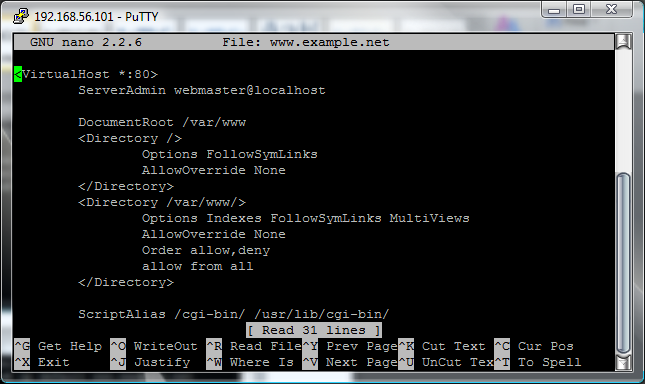 192.168.56.101 - PuTTY
GNU nano 2.2.6 File: www.example.net
<VirtualHost *:80>
ServerAdmin webmaster@localhost
DocumentRoot /var/www
<Directory />
Options FollowSymLinks
AllowOverride None
</Directory>
<Directory /var/www/>
Options Indexes FollowSymLinks MultiViews
AllowOverride None
Order allow,deny
allow from all
</Directory>
ScriptAlias /cgi-bin/ /usr/lib/cgi-bin/
[ Read 31 lines ]
^G Get Help ^O WriteOut ^R Read File^Y Prev Page^K Cut Text ^C Cur Pos
^X Exit ^J Justify ^W Where Is ^V Next Page^U UnCut Tex^T To Spell